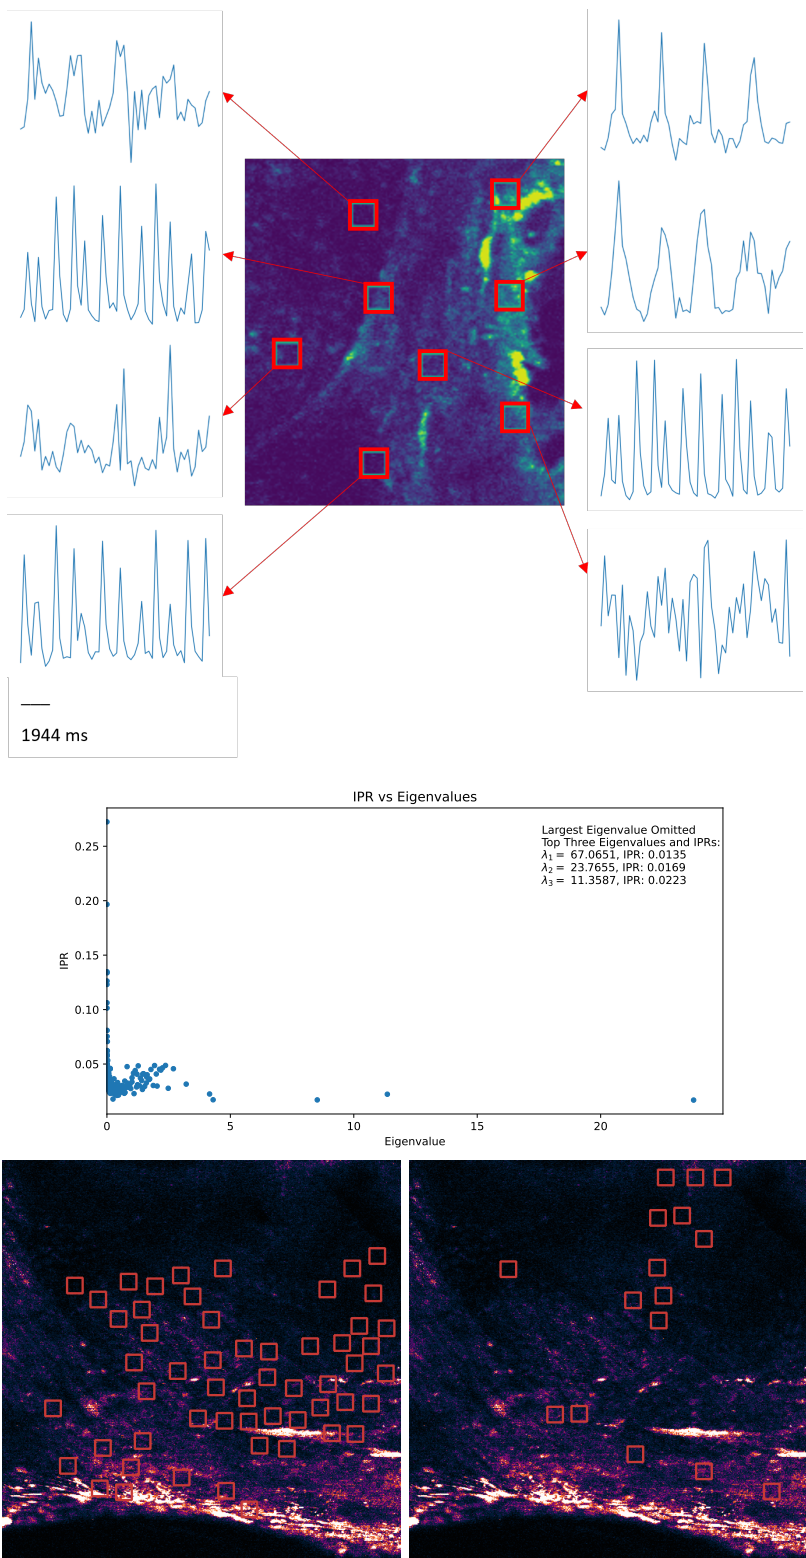 1944 ms
IPR vs Eigenvalues
Largest Eigenvalue Omitted
Top Three Eigenvalues and IPRs:
λ₁ = 67.0651, IPR: 0.0135
λ₂ = 23.7655, IPR: 0.0169
λ₃ = 11.3587, IPR: 0.0223
0.25
0.20
0.15
0.10
0.05
IPR
0 5 10 15 20
Eigenvalue